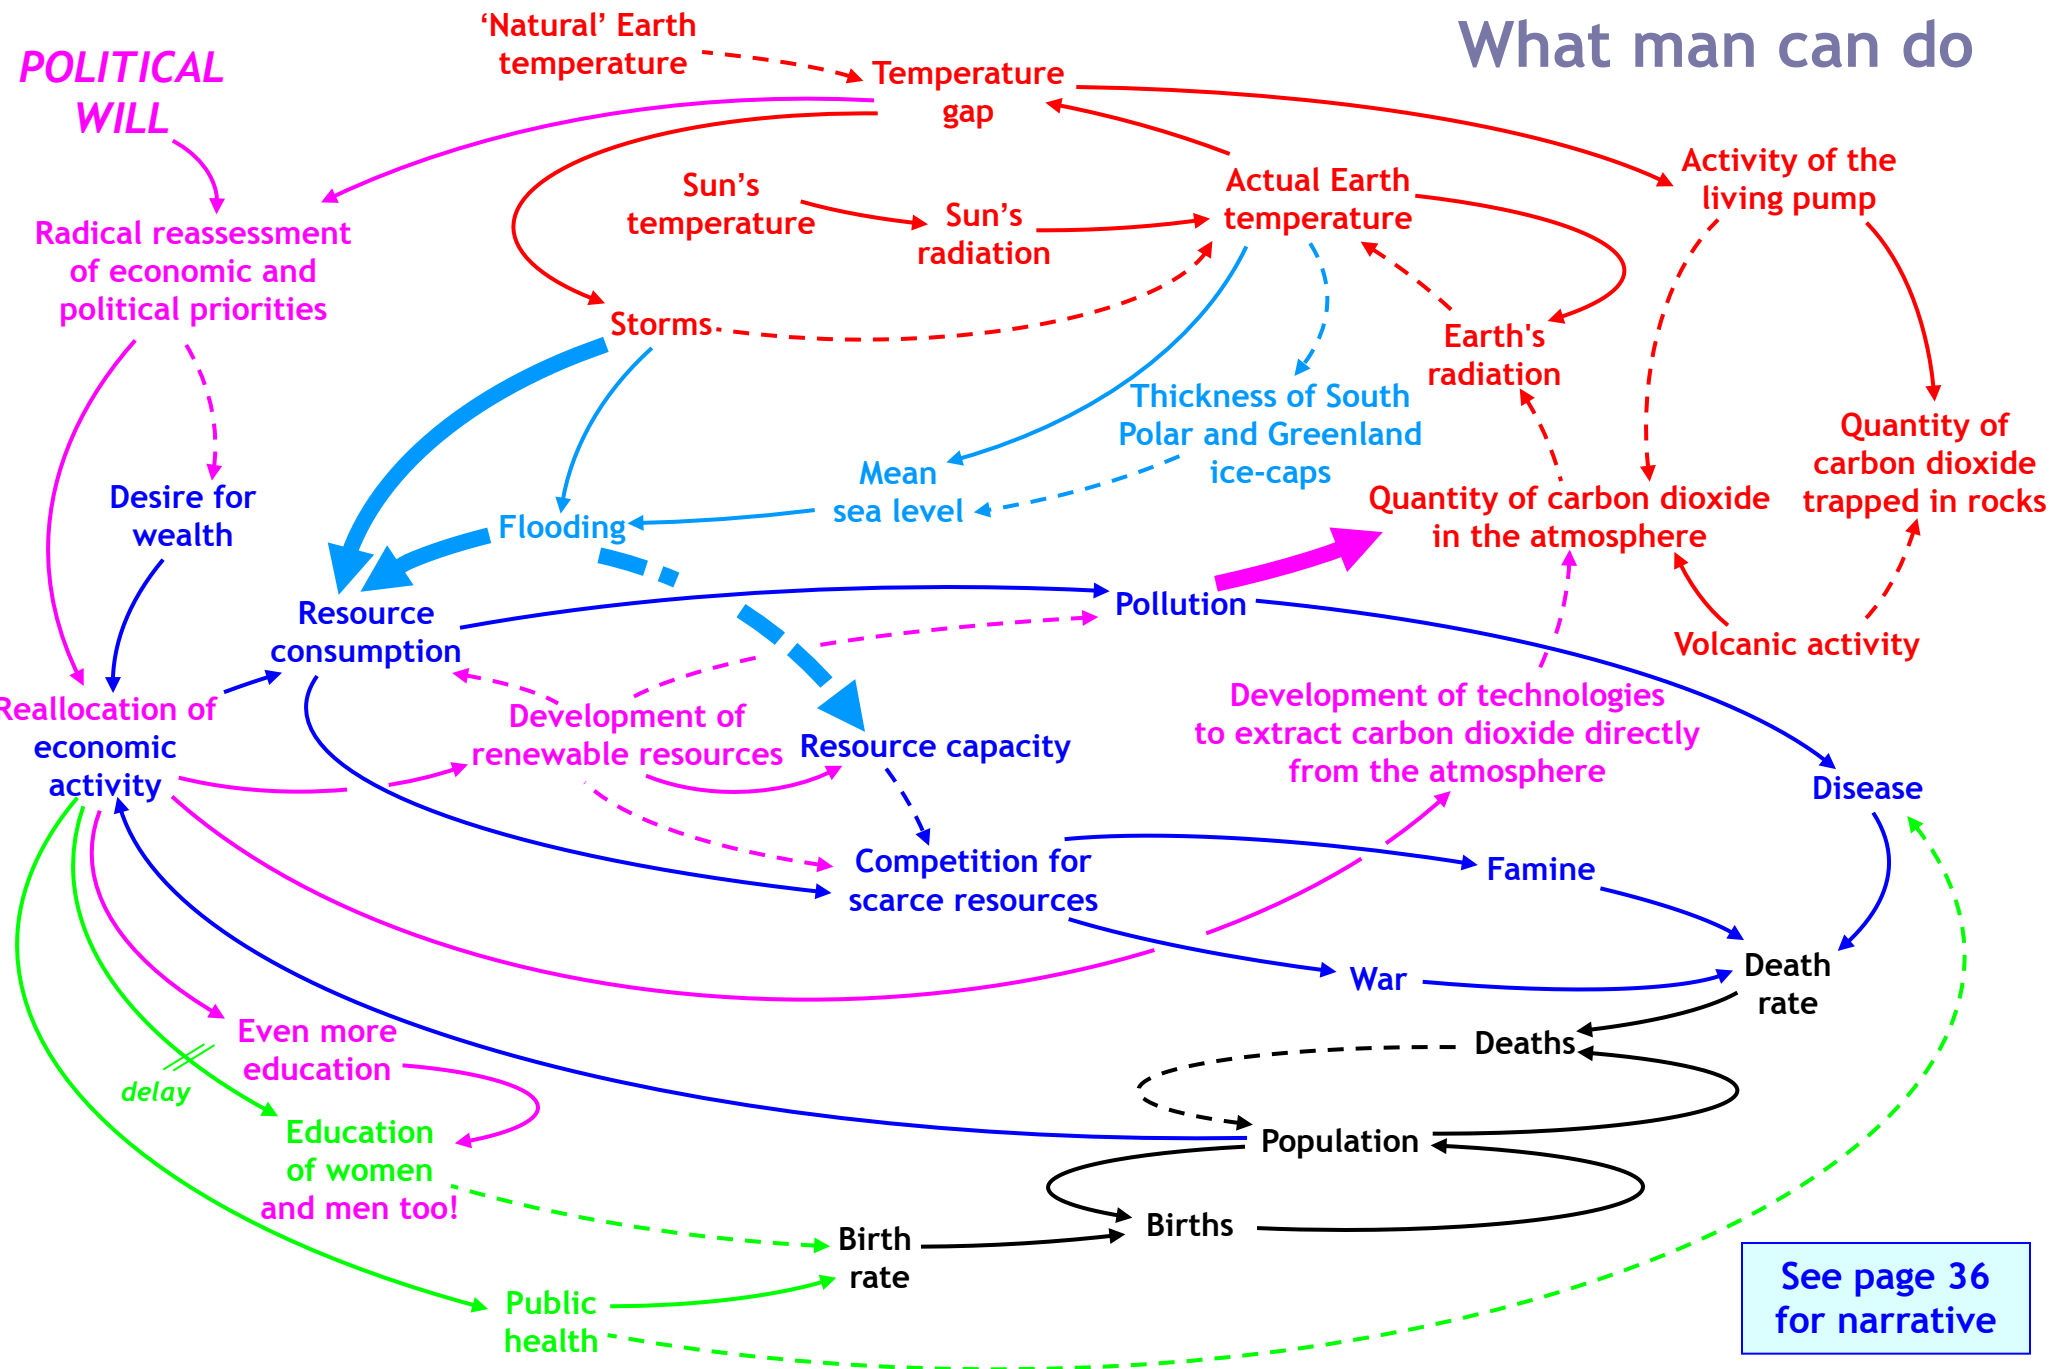 What man can do
‘Natural’ Earth
temperature
POLITICAL
WILL
Temperature
gap
Activity of the
living pump
Sun’s
temperature
Sun’s
radiation
Actual Earth
temperature
Radical reassessment
of economic and
political priorities
Storms
Earth's
radiation
Thickness of South
Polar and Greenland
ice-caps
Quantity of
carbon dioxide
trapped in rocks
Desire for
wealth
Mean
sea level
Flooding
Quantity of carbon dioxide
in the atmosphere
Resource
consumption
Pollution
Volcanic activity
Reallocation of
economic
activity
Development of
renewable resources
Resource capacity
Development of technologies
to extract carbon dioxide directly
from the atmosphere
Disease
Competition for
scarce resources
Famine
War
Death
rate
Even more
education
delay
Deaths
Education
of women
and men too!
Population
Births
Birth
rate
Public
health
See page 36
for narrative